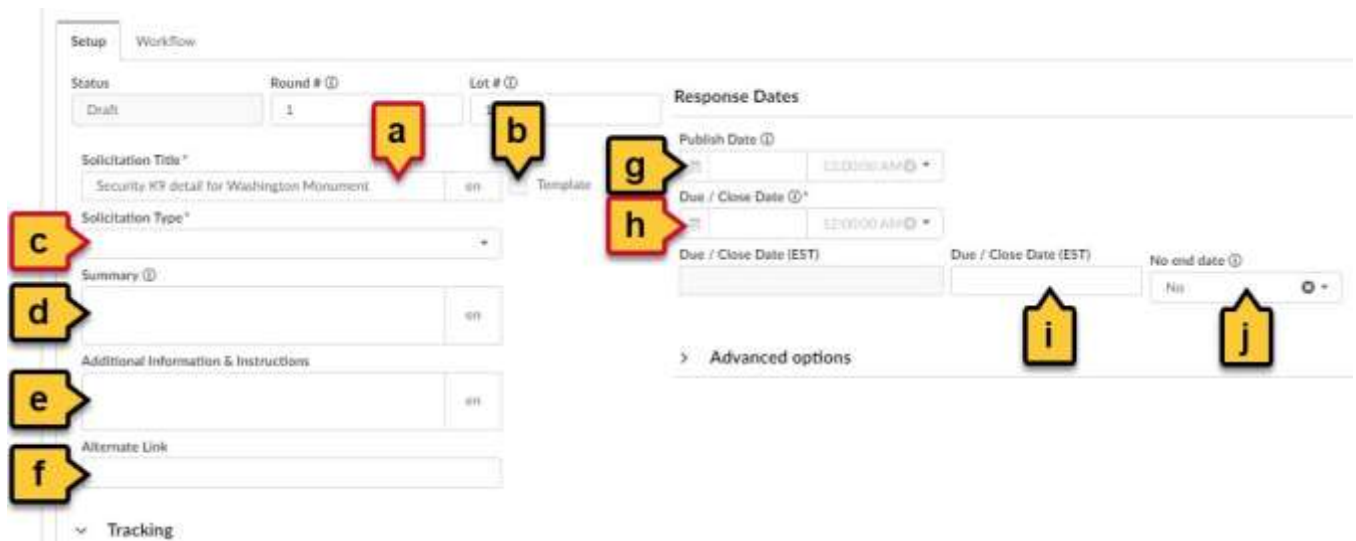 Setup Workflow
Status Round # Lot #
Draft 1
a
b
Solicitation Title *
Security K9 detail for Washington Monument en Template
Solicitation Type *
c
Summary
d en
Additional Information & Instructions
e en
Alternate Link
f
Tracking
Response Dates
Publish Date
g 12:00:00 AM
Due / Close Date *
h 12:00:00 AM
Due / Close Date (EST) Due / Close Date (EST) No end date
No
i j
Advanced options